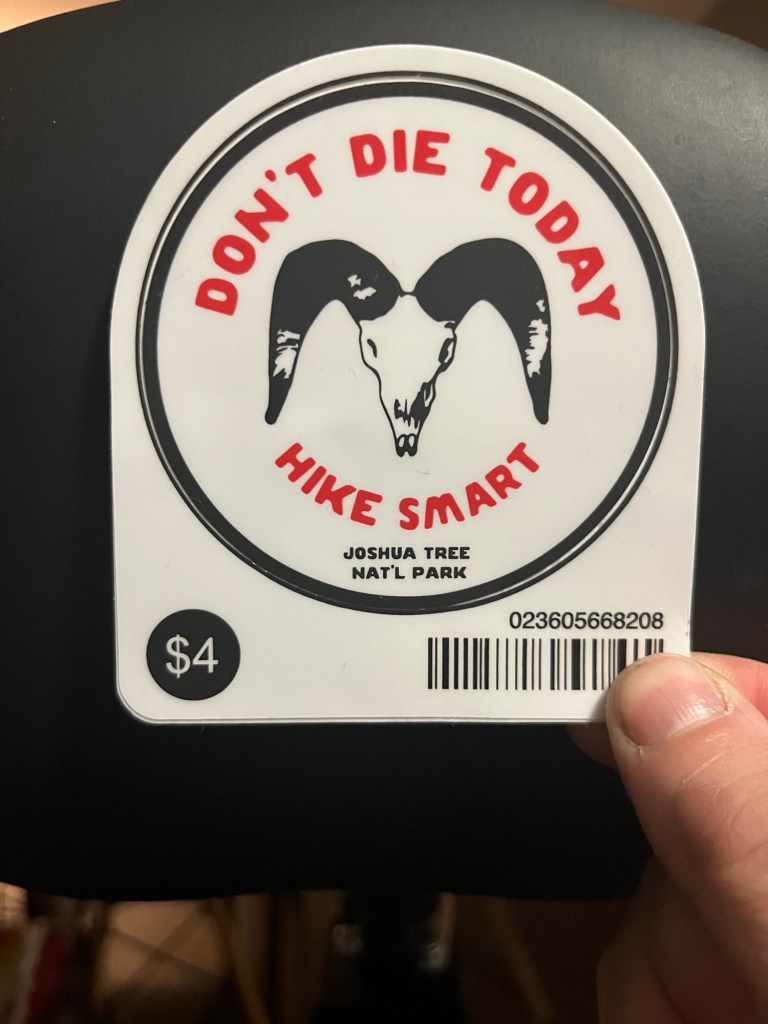 DON'T DIE TODAY
HIKE SMART
JOSHUA TREE
NAT'L PARK
$4
023605668208